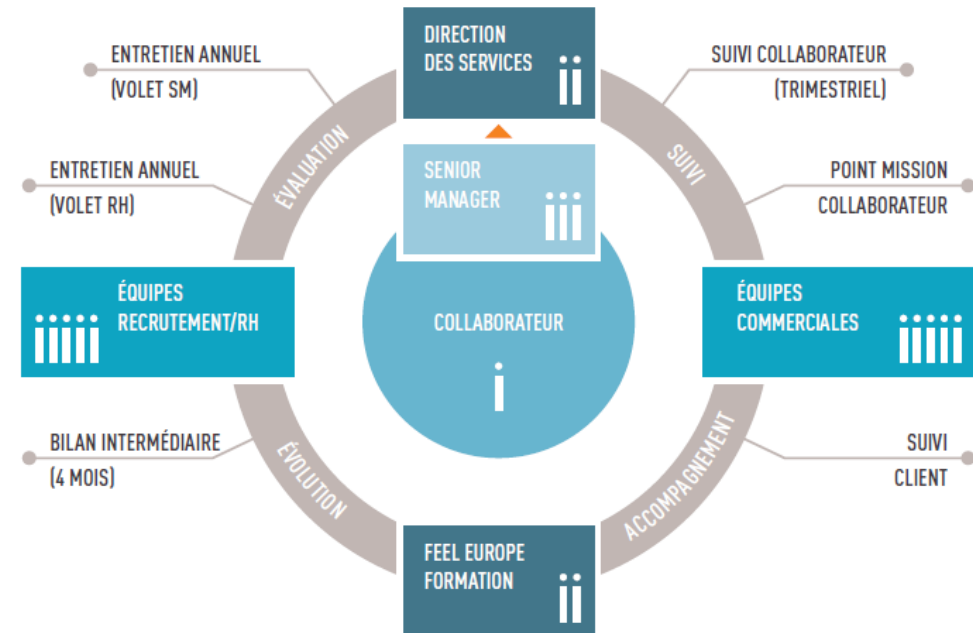 DIRECTION
DES SERVICES
ENTRETIEN ANNUEL
(VOLET SM)
SUIVI COLLABORATEUR
(TRIMESTRIEL)
ÉVALUATION
SUIVI
SENIOR
MANAGER
ENTRETIEN ANNUEL
(VOLET RH)
POINT MISSION
COLLABORATEUR
ÉQUIPES
RECRUTEMENT/RH
COLLABORATEUR
ÉQUIPES
COMMERCIALES
BILAN INTERMÉDIAIRE
(4 MOIS)
SUIVI
CLIENT
ÉVOLUTION
ACCOMPAGNEMENT
FEEL EUROPE
FORMATION